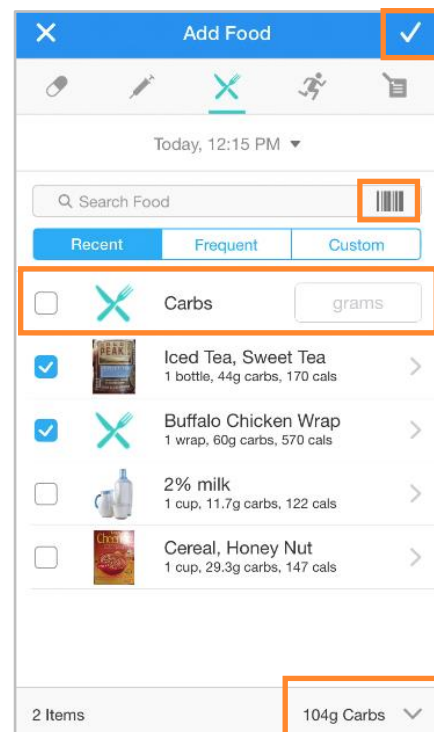 Add Food
Today, 12:15 PM
Search Food
Recent Frequent Custom
Carbs grams
PEAK
Iced Tea, Sweet Tea
1 bottle, 44g carbs, 170 cals
Buffalo Chicken Wrap
1 wrap, 60g carbs, 570 cals
2% milk
1 cup, 11.7g carbs, 122 cals
Cereal, Honey Nut
1 cup, 29.3g carbs, 147 cals
2 Items 104g Carbs